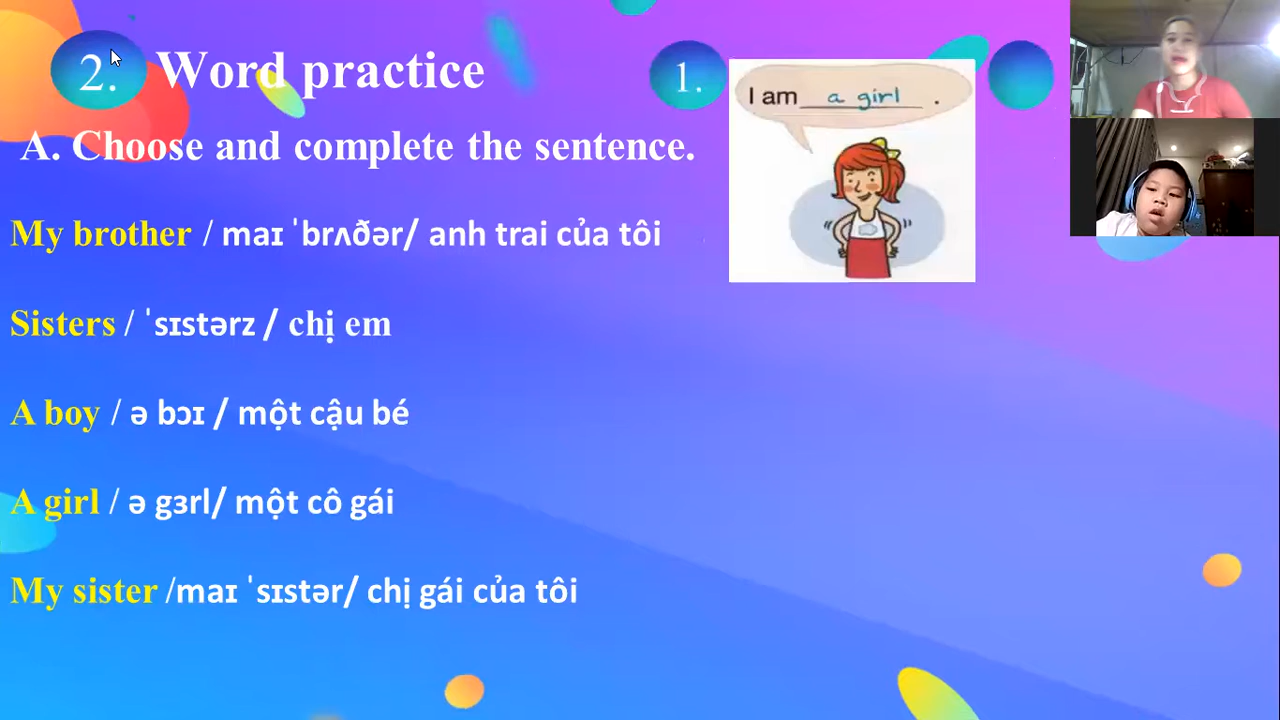 2. Word practice
A. Choose and complete the sentence.
My brother / maɪ ˈbrʌðər/ anh trai của tôi
Sisters / ˈsɪstərz / chị em
A boy / ə bɔɪ / một cậu bé
A girl / ə gɜrl/ một cô gái
My sister /maɪ ˈsɪstər/ chị gái của tôi
1.
I am a girl .